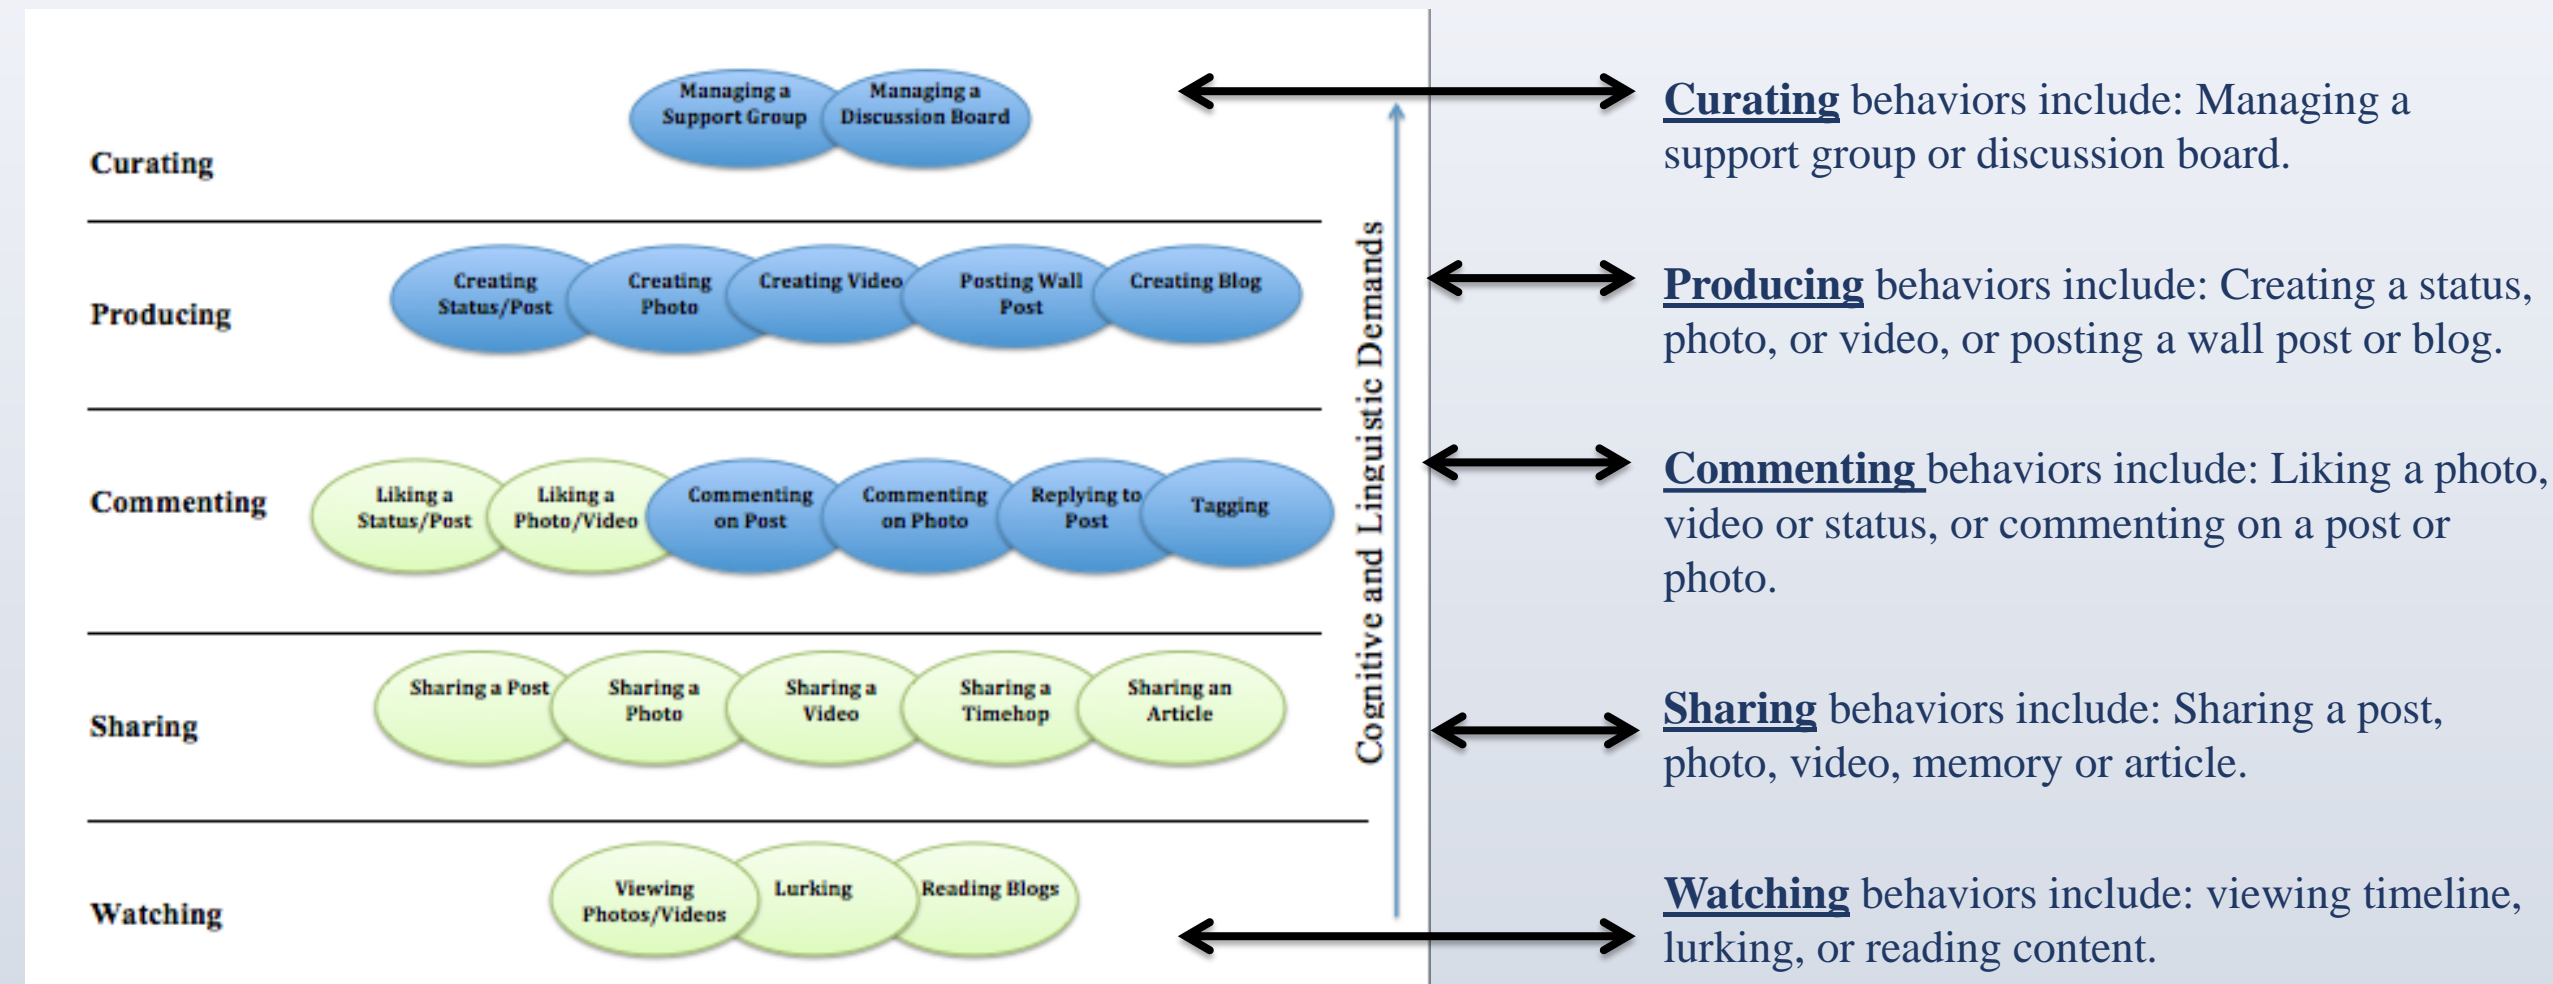 Managing a
Support Group
Managing a
Discussion Board
Curating
Creating
Status/Post
Creating
Photo
Creating Video
Posting Wall
Post
Creating Blog
Producing
Liking a
Status/Post
Liking a
Photo/Video
Commenting
on Post
Commenting
on Photo
Replying to
Post
Tagging
Commenting
Sharing a Post
Sharing a
Photo
Sharing a
Video
Sharing a
Timehop
Sharing an
Article
Sharing
Viewing
Photos/Videos
Lurking
Reading Blogs
Watching
Cognitive and Linguistic Demands
Curating behaviors include: Managing a
support group or discussion board.
Producing behaviors include: Creating a status,
photo, or video, or posting a wall post or blog.
Commenting behaviors include: Liking a photo,
video or status, or commenting on a post or
photo.
Sharing behaviors include: Sharing a post,
photo, video, memory or article.
Watching behaviors include: viewing timeline,
lurking, or reading content.